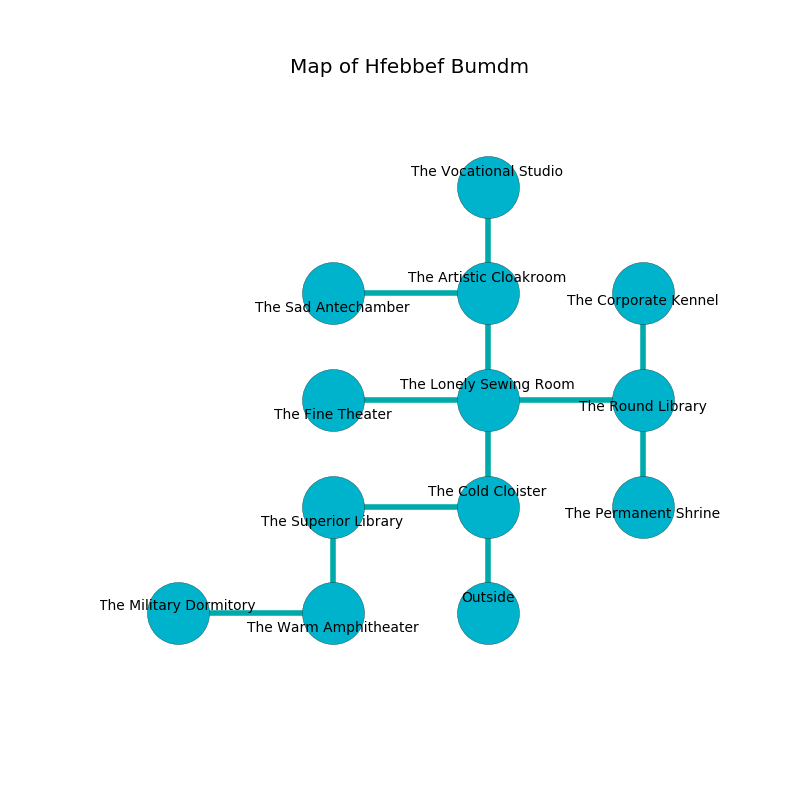 Map of Hfebbef Bumdm
The Vocational Studio
The Artistic Cloakroom
The Sad Antechamber
The Corporate Kennel
The Lonely Sewing Room
The Fine Theater
The Round Library
The Cold Cloister
The Superior Library
The Permanent Shrine
Outside
The Military Dormitory
The Warm Amphitheater